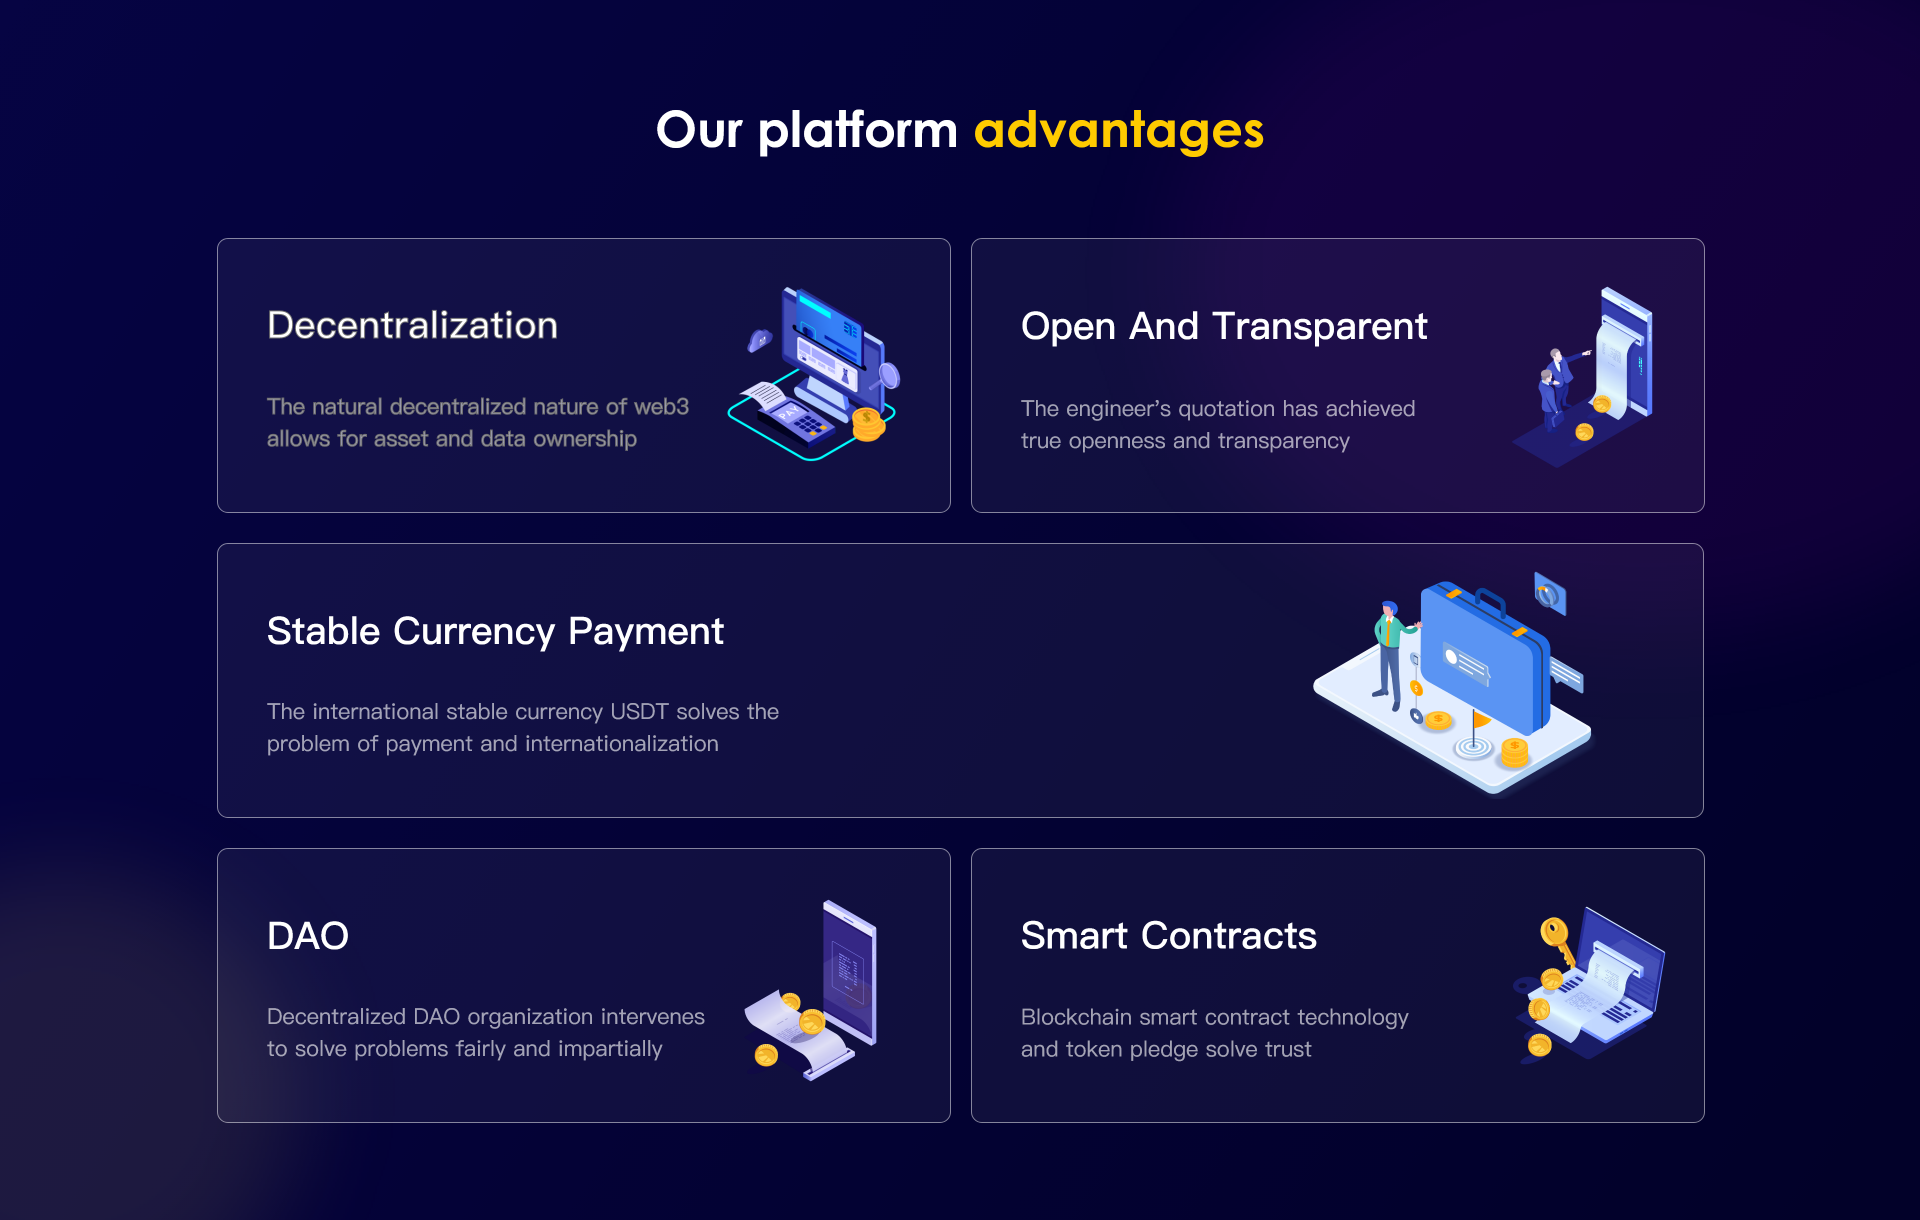 Our platform advantages
Decentralization
The natural decentralized nature of web3
allows for asset and data ownership
PAY
Open And Transparent
The engineer's quotation has achieved
true openness and transparency
Stable Currency Payment
The international stable currency USDT solves the
problem of payment and internationalization
DAO
Decentralized DAO organization intervenes
to solve problems fairly and impartially
Smart Contracts
Blockchain smart contract technology
and token pledge solve trust